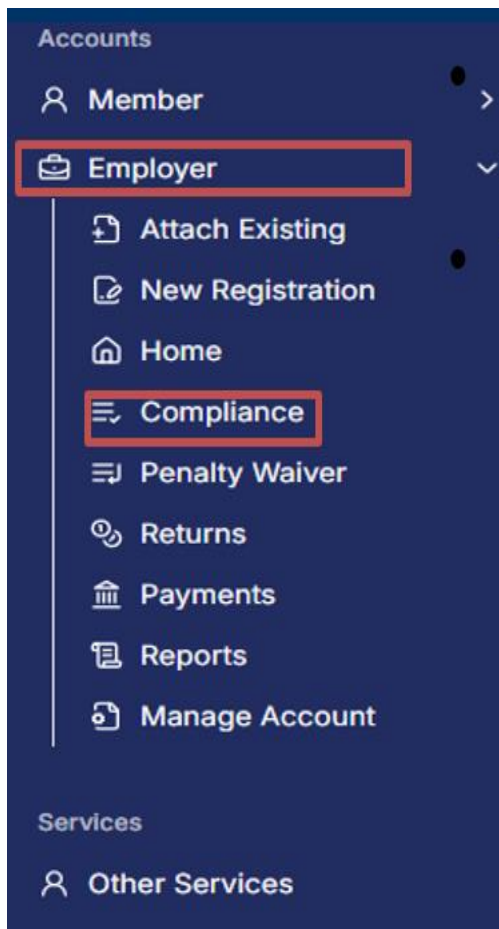 Accounts
Member
Employer
Attach Existing
New Registration
Home
Compliance
Penalty Waiver
Returns
Payments
Reports
Manage Account
Services
Other Services